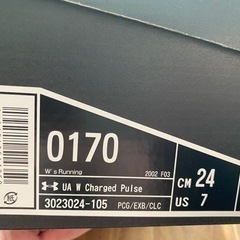 0170
W's Running 2002 F03
UA W Charged Pulse
3023024-105 PCG/EXB/CLC
CM 24
US 7